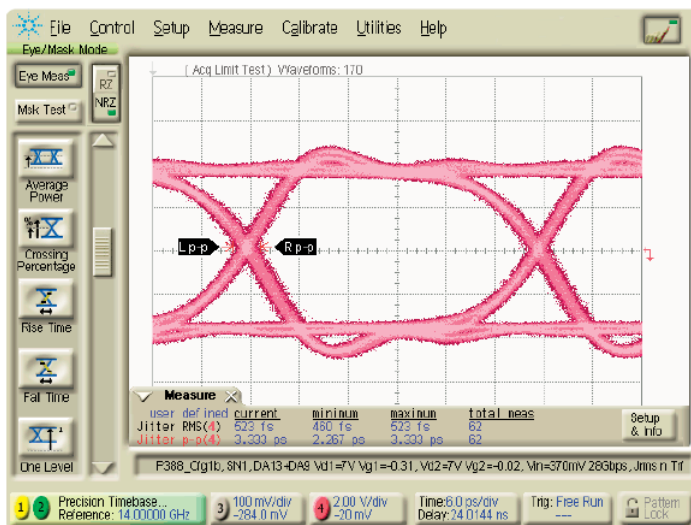 File Control Setup Measure Calibrate Utilities Help
Eye/Mask Mode
Eye Meas
RZ
NRZ
Msk Test
( Acq Limit Test ) Waveforms: 170
Average
Power
Crossing
Percentage
Rise Time
Fall Time
One Level
L p-p
R p-p
Measure
user defined current minimum maximum total meas
Jitter RMS(4) 523 fs 460 fs 523 fs 62
Jitter p-p(4) 3.333 ps 2.267 ps 3.333 ps 62
Setup
& Info
P388_Cfg1b, SN1, DA13-DA9 Vd1=7V Vg1=-0.31, Vd2=7V Vg2=-0.02, Vin=370mV 28Gbps, Jrms n Trf
1 2 Precision Timebase...
Reference: 14.00000 GHz
3 100 mV/div
-284.0 mV
4 2.00 V/div
-20 mV
Time:6.0 ps/div
Delay:24.0144 ns
Trig: Free Run
---
Pattern
Lock